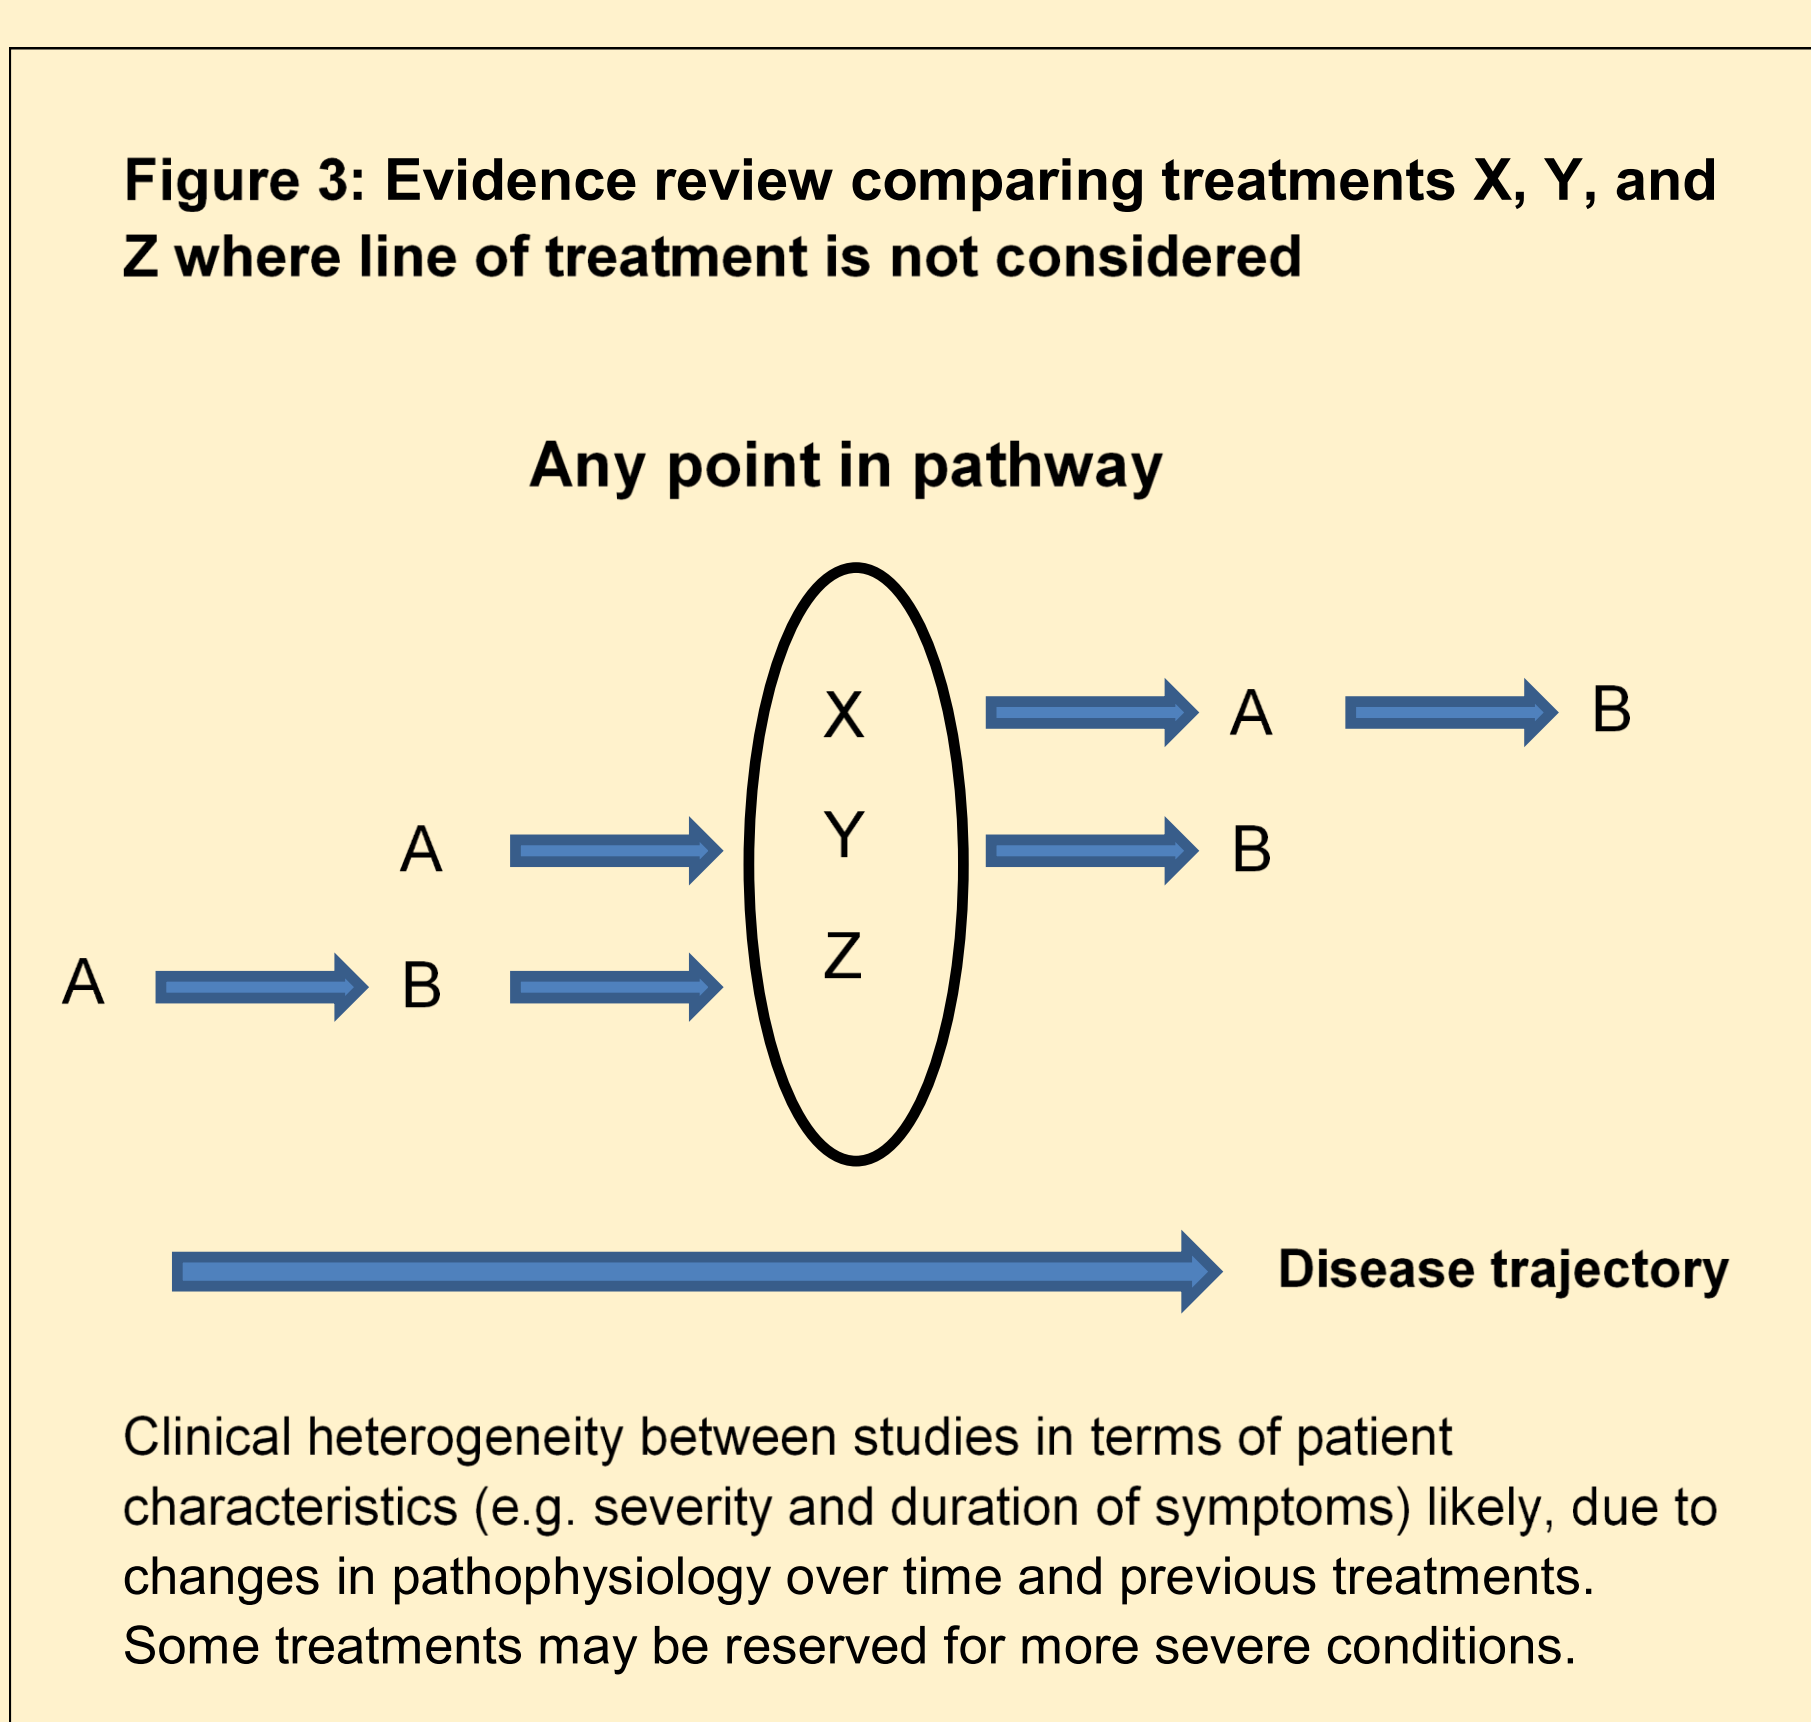 Figure 3: Evidence review comparing treatments X, Y, and
Z where line of treatment is not considered
Any point in pathway
X A B
A Y B
A B Z
Disease trajectory
Clinical heterogeneity between studies in terms of patient
characteristics (e.g. severity and duration of symptoms) likely, due to
changes in pathophysiology over time and previous treatments.
Some treatments may be reserved for more severe conditions.